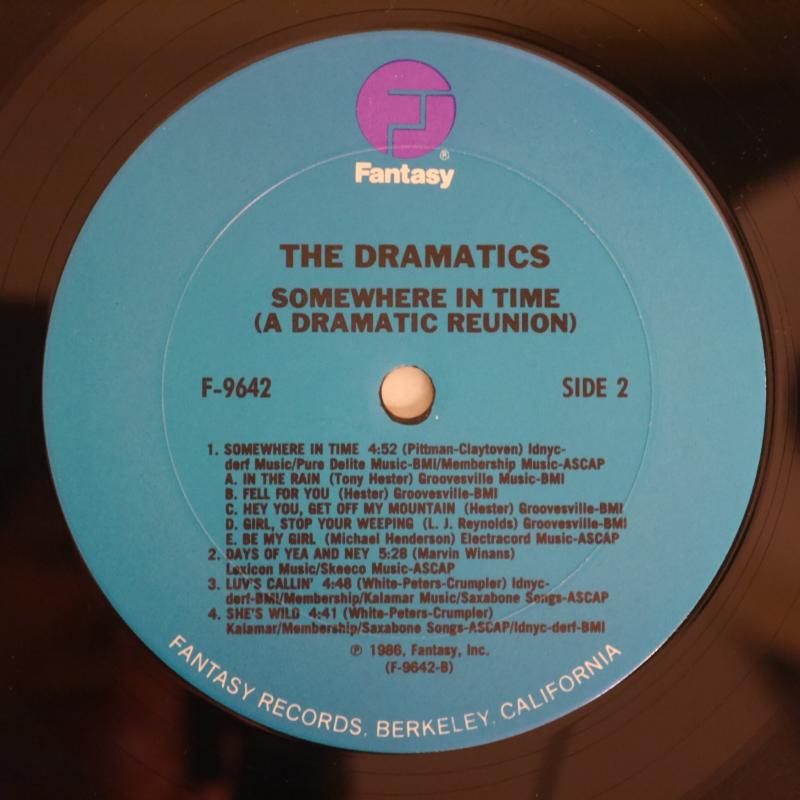 Fantasy®
THE DRAMATICS
SOMEWHERE IN TIME
(A DRAMATIC REUNION)
F-9642
SIDE 2
1. SOMEWHERE IN TIME 4:52 (Pittman-Claytoven) Idnyc-
derf Music/Pure Delite Music-BMI/Membership Music-ASCAP
A. IN THE RAIN (Tony Hester) Groovesville Music-BMI
B. FELL FOR YOU (Hester) Groovesville-BMI
C. HEY YOU, GET OFF MY MOUNTAIN (Hester) Groovesville-BMI
D. GIRL, STOP YOUR WEEPING (L. J. Reynolds) Groovesville-BMI
E. BE MY GIRL (Michael Henderson) Electracord Music-ASCAP
2. DAYS OF YEA AND NEY 5:28 (Marvin Winans)
Lexicon Music/Skeeco Music-ASCAP
3. LUV'S CALLIN' 4:48 (White-Peters-Crumpler) Idnyc-
derf-BMI/Membership/Kalamar Music/Saxabone Songs-ASCAP
4. SHE'S WILD 4:41 (White-Peters-Crumpler)
Kalamar/Membership/Saxabone Songs-ASCAP/Idnyc-derf-BMI
℗ 1986, Fantasy, Inc.
(F-9642-B)
FANTASY RECORDS, BERKELEY, CALIFORNIA